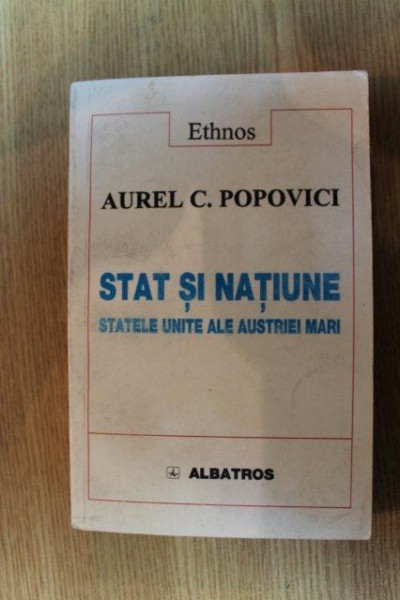 Ethnos
AUREL C. POPOVICI
STAT ȘI NAȚIUNE
STATELE UNITE ALE AUSTRIEI MARI
ALBATROS